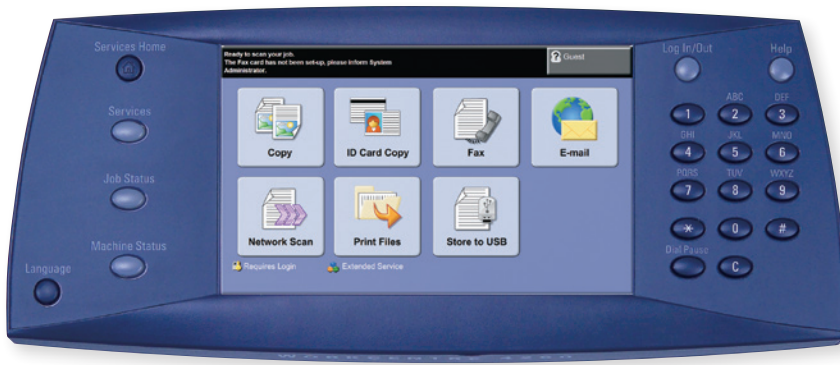 Services Home
Services
Job Status
Machine Status
Language
Ready to scan your job.
The Fax card has not been set-up, please inform System
Administrator.
? Guest
Copy
ID Card Copy
Fax
E-mail
Network Scan
Print Files
Store to USB
Requires Login
Extended Service
Log In/Out
Help
ABC
DEF
1
2
3
GHI
JKL
MNO
4
5
6
PQRS
TUV
WXYZ
7
8
9
*
0
#
Dial Pause
C